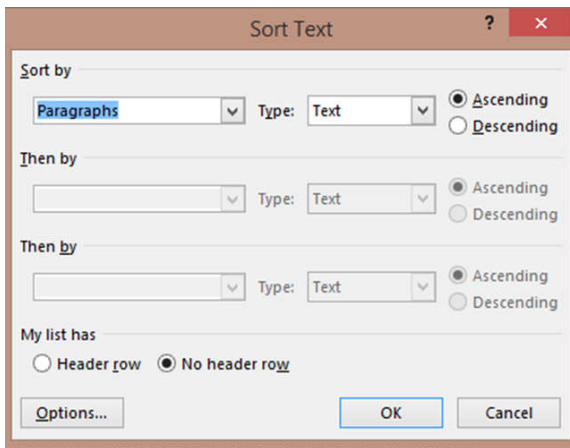 Sort Text ?
Sort by
Paragraphs Type: Text Ascending
Descending
Then by
Type: Text Ascending
Descending
Then by
Type: Text Ascending
Descending
My list has
Header row No header row
Options... OK Cancel